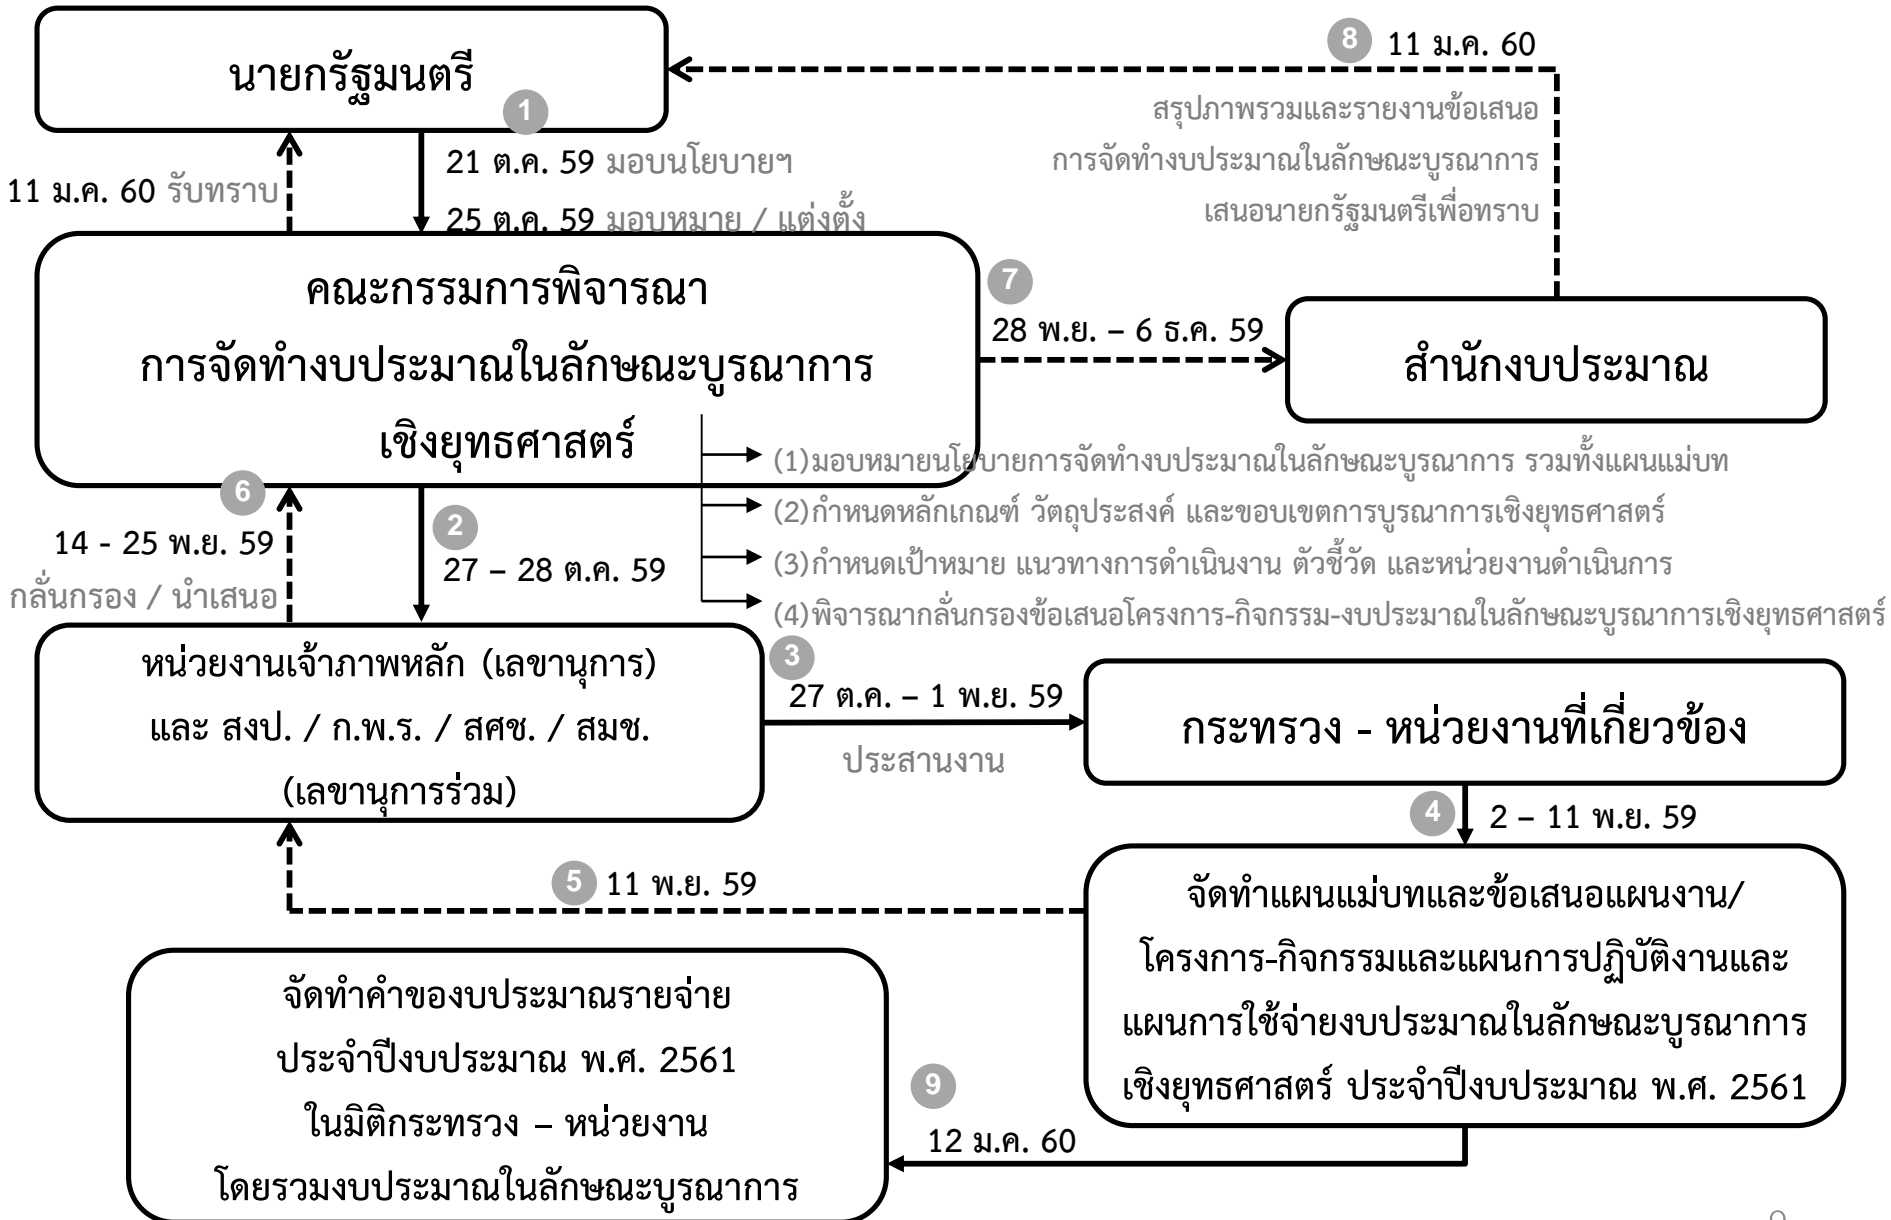 นายกรัฐมนตรี
8 11 ม.ค. 60
สรุปภาพรวมและรายงานข้อเสนอ
การจัดทำงบประมาณในลักษณะบูรณาการ
เสนอนายกรัฐมนตรีเพื่อทราบ
1
21 ต.ค. 59 มอบนโยบายฯ
25 ต.ค. 59 มอบหมาย / แต่งตั้ง
11 ม.ค. 60 รับทราบ
คณะกรรมการพิจารณา
การจัดทำงบประมาณในลักษณะบูรณาการ
เชิงยุทธศาสตร์
7
28 พ.ย. – 6 ธ.ค. 59
สำนักงบประมาณ
(1)มอบหมายนโยบายการจัดทำงบประมาณในลักษณะบูรณาการ รวมทั้งแผนแม่บท
(2)กำหนดหลักเกณฑ์ วัตถุประสงค์ และขอบเขตการบูรณาการเชิงยุทธศาสตร์
(3)กำหนดเป้าหมาย แนวทางการดำเนินงาน ตัวชี้วัด และหน่วยงานดำเนินการ
(4)พิจารณากลั่นกรองข้อเสนอโครงการ-กิจกรรม-งบประมาณในลักษณะบูรณาการเชิงยุทธศาสตร์
6
14 - 25 พ.ย. 59
กลั่นกรอง / นำเสนอ
2
27 – 28 ต.ค. 59
หน่วยงานเจ้าภาพหลัก (เลขานุการ)
และ สงป. / ก.พ.ร. / สศช. / สมช.
(เลขานุการร่วม)
3
27 ต.ค. – 1 พ.ย. 59
ประสานงาน
กระทรวง - หน่วยงานที่เกี่ยวข้อง
4 2 – 11 พ.ย. 59
5 11 พ.ย. 59
จัดทำแผนแม่บทและข้อเสนอแผนงาน/
โครงการ-กิจกรรมและแผนการปฏิบัติงานและ
แผนการใช้จ่ายงบประมาณในลักษณะบูรณาการ
เชิงยุทธศาสตร์ ประจำปีงบประมาณ พ.ศ. 2561
จัดทำคำของบประมาณรายจ่าย
ประจำปีงบประมาณ พ.ศ. 2561
ในมิติกระทรวง – หน่วยงาน
โดยรวมงบประมาณในลักษณะบูรณาการ
9
12 ม.ค. 60